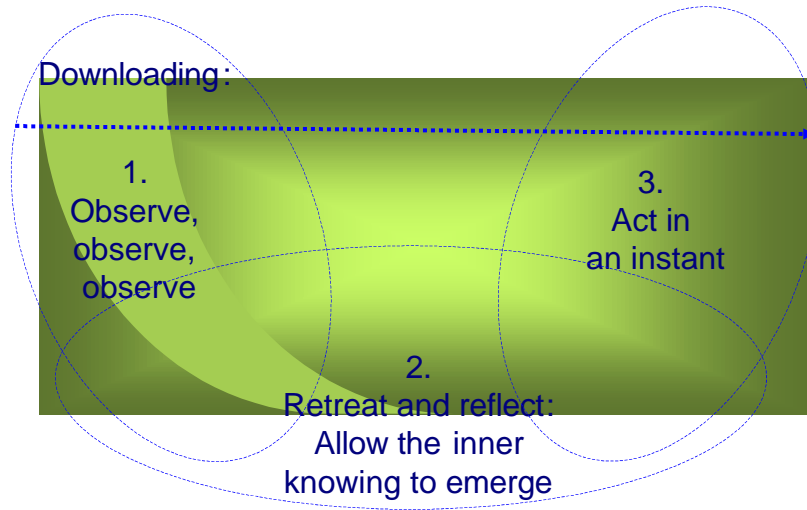 Downloading:
1.
Observe,
observe,
observe
2.
Retreat and reflect:
Allow the inner
knowing to emerge
3.
Act in
an instant